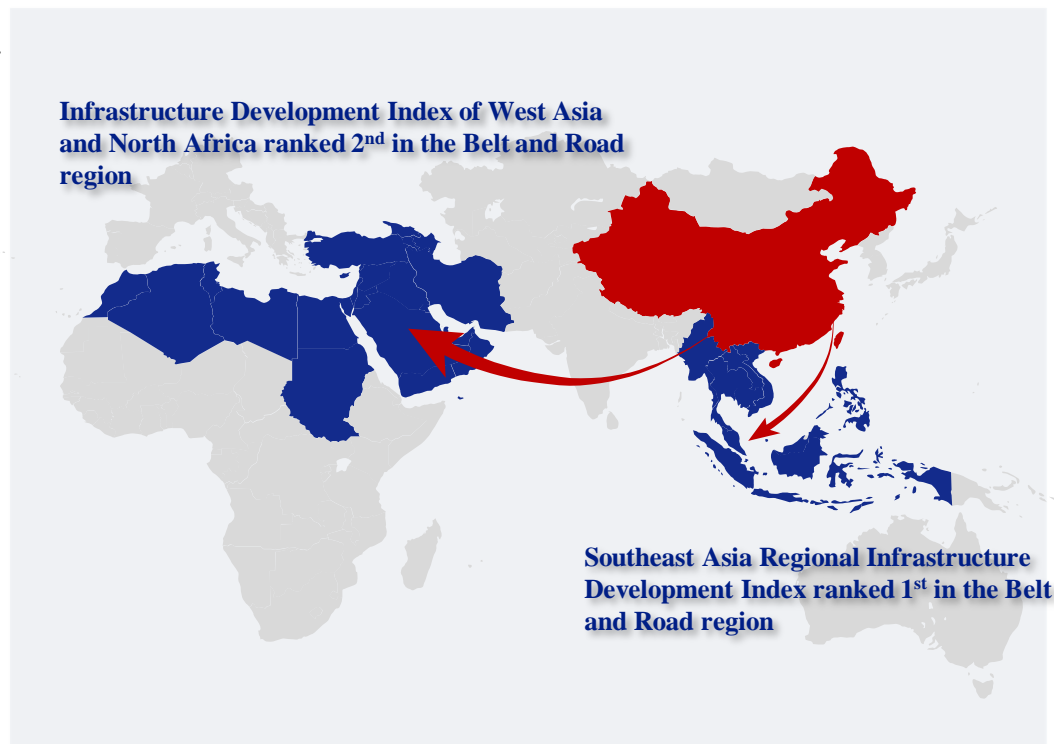 Infrastructure Development Index of West Asia
and North Africa ranked 2nd in the Belt and Road
region
Southeast Asia Regional Infrastructure
Development Index ranked 1st in the Belt
and Road region